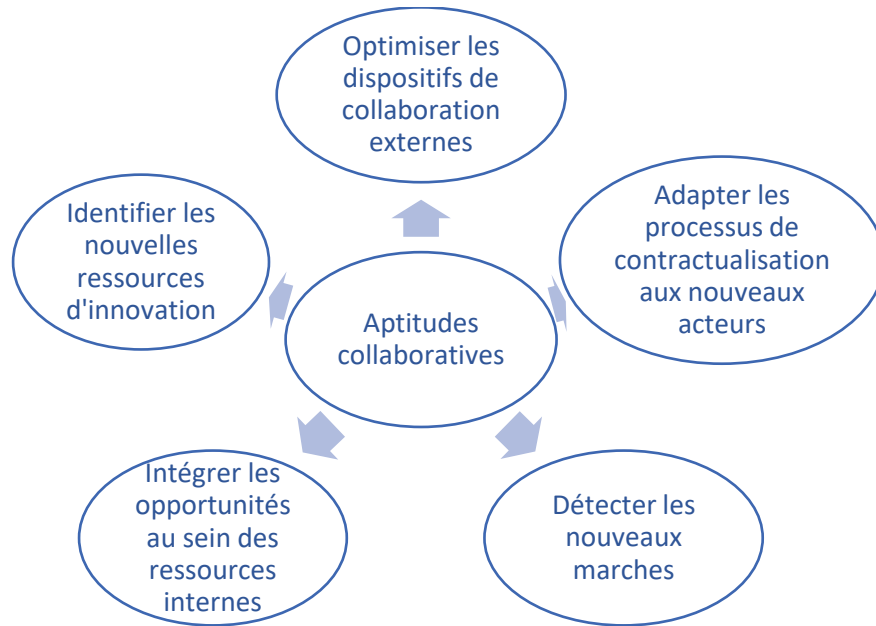 Optimiser les
dispositifs de
collaboration
externes
Adapter les
processus de
contractualisation
aux nouveaux
acteurs
Identifier les
nouvelles
ressources
d'innovation
Aptitudes
collaboratives
Intégrer les
opportunités
au sein des
ressources
internes
Détecter les
nouveaux
marches